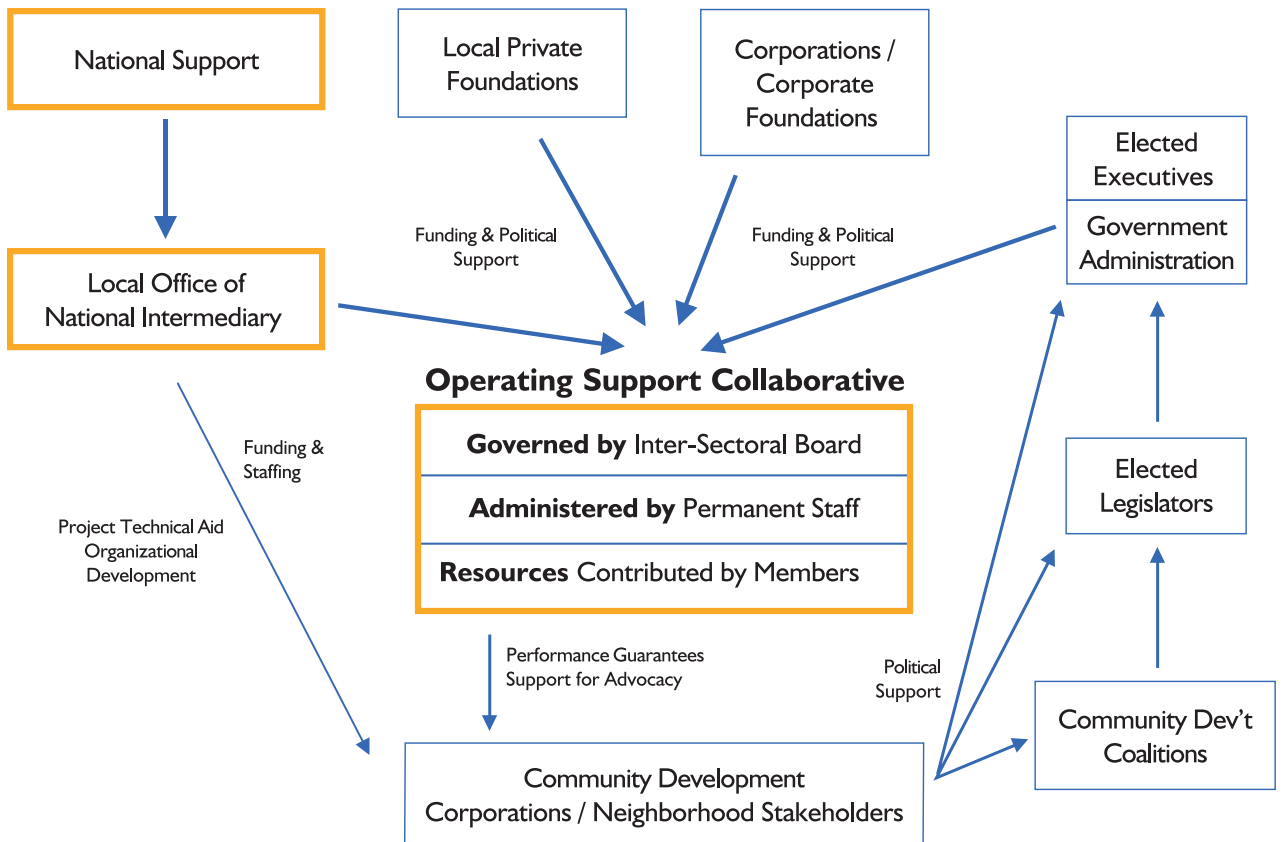 National Support
Local Private
Foundations
Corporations /
Corporate
Foundations
Elected
Executives
Government
Administration
Funding & Political
Support
Funding & Political
Support
Local Office of
National Intermediary
Operating Support Collaborative
Governed by Inter-Sectoral Board
Administered by Permanent Staff
Resources Contributed by Members
Funding &
Staffing
Project Technical Aid
Organizational
Development
Elected
Legislators
Performance Guarantees
Support for Advocacy
Political
Support
Community Dev't
Coalitions
Community Development
Corporations / Neighborhood Stakeholders